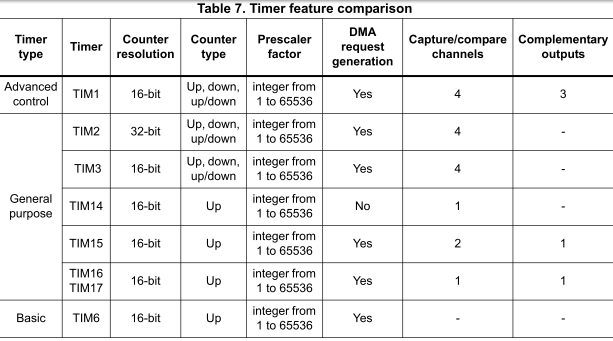 Table 7. Timer feature comparison
Timer type | Timer | Counter resolution | Counter type | Prescaler factor | DMA request generation | Capture/compare channels | Complementary outputs
Advanced control | TIM1 | 16-bit | Up, down, up/down | integer from 1 to 65536 | Yes | 4 | 3
General purpose | TIM2 | 32-bit | Up, down, up/down | integer from 1 to 65536 | Yes | 4 | -
TIM3 | 16-bit | Up, down, up/down | integer from 1 to 65536 | Yes | 4 | -
TIM14 | 16-bit | Up | integer from 1 to 65536 | No | 1 | -
TIM15 | 16-bit | Up | integer from 1 to 65536 | Yes | 2 | 1
TIM16 TIM17 | 16-bit | Up | integer from 1 to 65536 | Yes | 1 | 1
Basic | TIM6 | 16-bit | Up | integer from 1 to 65536 | Yes | - | -